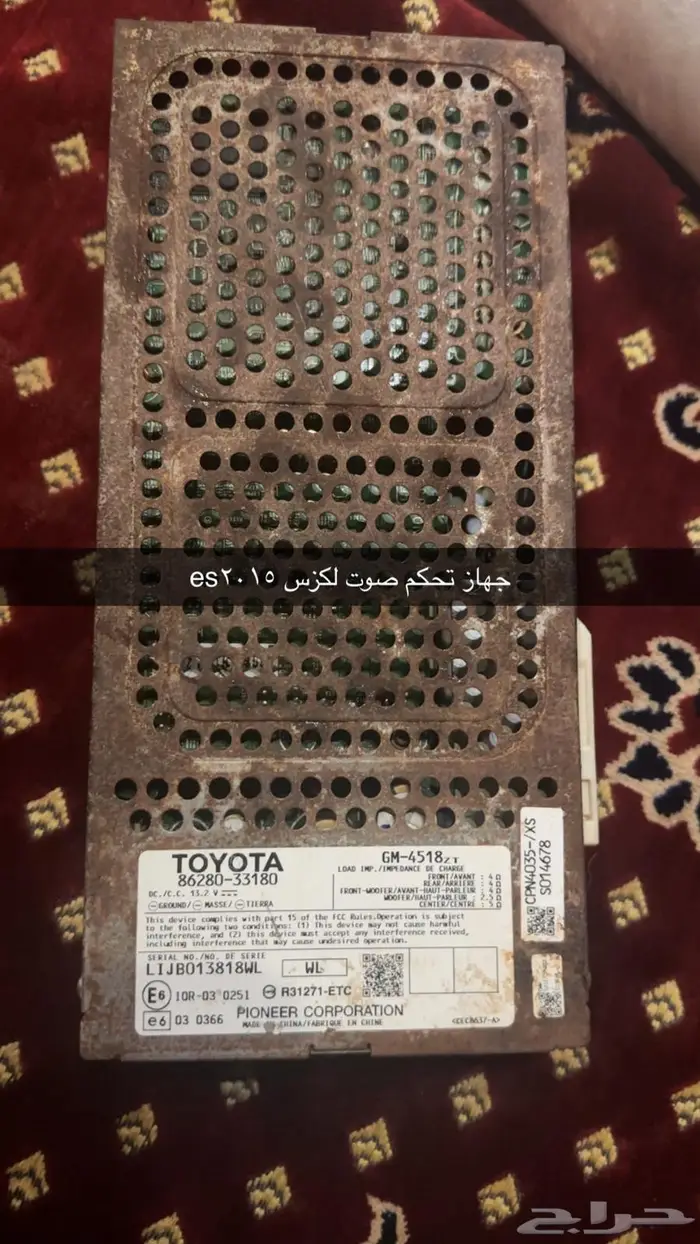 جهاز تحكم صوت لكزس es٢٠١٥
CPN4035-/XS
S014678
TOYOTA
86280-33180
DC./C.C. 13.2 V
GROUND/ MASSE/ TIERRA
GM-4518ZT
LOAD IMP./IMPEDANCE DE CHARGE
FRONT/AVANT : 4 Ω
REAR/ARRIERE : 4 Ω
FRONT-WOOFER/AVANT-HAUT-PARLEUR : 4 Ω
WOOFER/HAUT-PARLEUR : 2.5 Ω
CENTER/CENTRE : 5 Ω
This device complies with part 15 of the FCC Rules.Operation is subject
to the following two conditions: (1) This device may not cause harmful
interference, and (2) this device must accept any interference received,
including interference that may cause undesired operation.
SERIAL NO./NO. DE SERIE
LIJB013818WL WL
E6 10R-03 0251 R31271-ETC
e6 03 0366 PIONEER CORPORATION
MADE IN CHINA/FABRIQUE EN CHINE
حراج